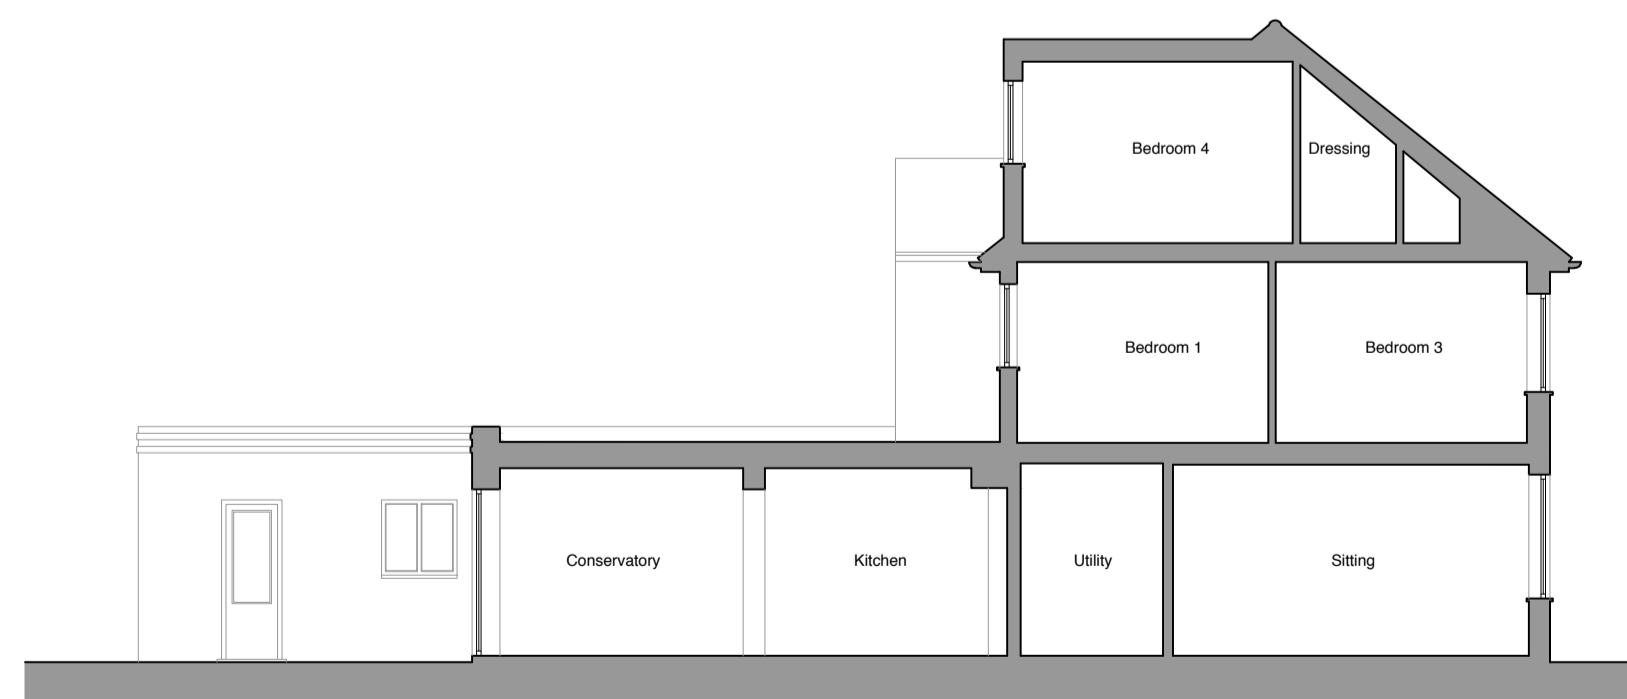 Bedroom 4
Dressing
Bedroom 1
Bedroom 3
Conservatory
Kitchen
Utility
Sitting